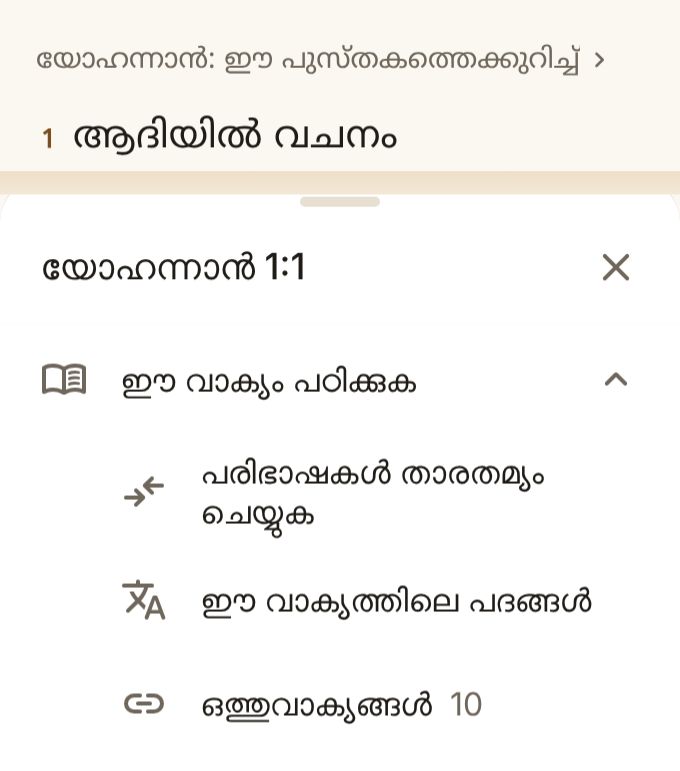 യോഹന്നാൻ: ഈ പുസ്തകത്തെക്കുറിച്ച് >
1 ആദിയിൽ വചനം
യോഹന്നാൻ 1:1
ഈ വാക്യം പഠിക്കുക
പരിഭാഷകൾ താരതമ്യം
ചെയ്യുക
ഈ വാക്യത്തിലെ പദങ്ങൾ
ഒത്തുവാക്യങ്ങൾ 10